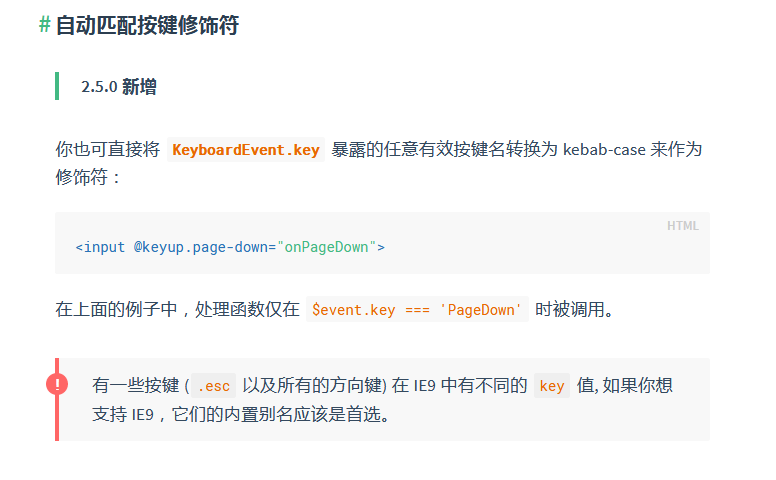 # 自动匹配按键修饰符
2.5.0 新增
你也可直接将 KeyboardEvent.key 暴露的任意有效按键名转换为 kebab-case 来作为
修饰符：
HTML
<input @keyup.page-down="onPageDown">
在上面的例子中，处理函数仅在 $event.key === 'PageDown' 时被调用。
!
有一些按键 (.esc 以及所有的方向键) 在 IE9 中有不同的 key 值, 如果你想
支持 IE9，它们的内置别名应该是首选。